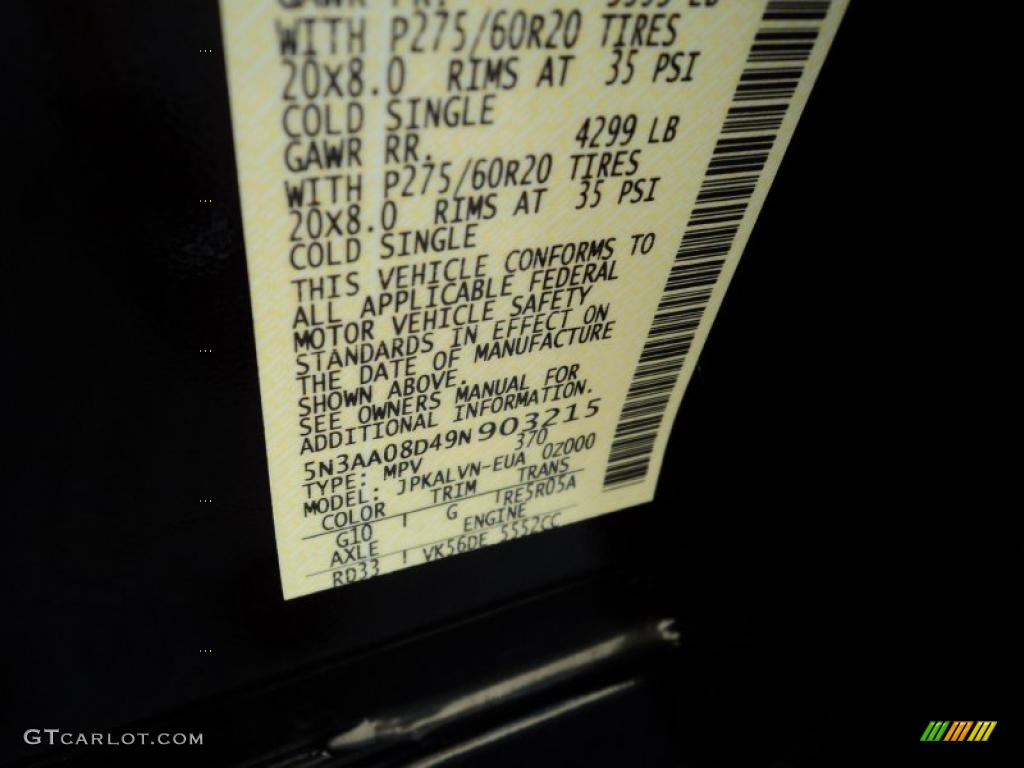 WITH P275/60R20 TIRES
20x8.0 RIMS AT 35 PSI
COLD SINGLE
GAWR RR. 4299 LB
WITH P275/60R20 TIRES
20x8.0 RIMS AT 35 PSI
COLD SINGLE
THIS VEHICLE CONFORMS TO
ALL APPLICABLE FEDERAL
MOTOR VEHICLE SAFETY
STANDARDS IN EFFECT ON
THE DATE OF MANUFACTURE
SHOWN ABOVE.
SEE OWNERS MANUAL FOR
ADDITIONAL INFORMATION.
5N3AA08D49N903215
TYPE: MPV 370
MODEL: JPKALVN-EUA 0Z000
COLOR TRIM TRANS
G10 G TRE5R05A
AXLE ENGINE
RD33 VK56DE 5552CC
GTCARLOT.COM